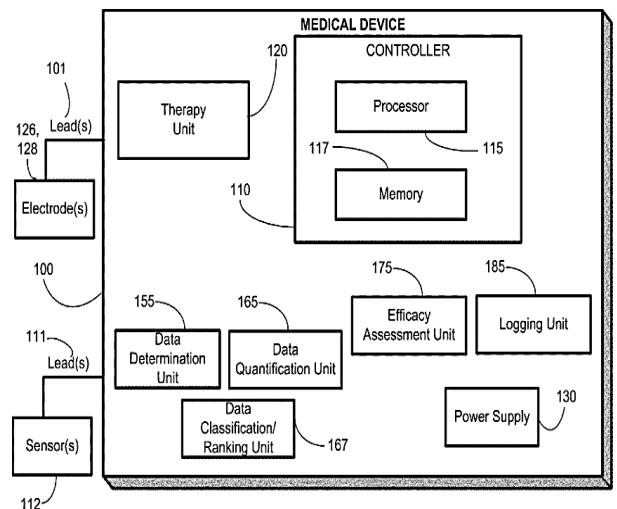 MEDICAL DEVICE
CONTROLLER
120
101
Therapy
Unit
Processor
126,
128
Lead(s)
117
115
Electrode(s)
110
Memory
100
175
185
155
165
Efficacy
Assessment Unit
Logging Unit
111
Data
Determination
Unit
Data
Quantification Unit
Lead(s)
Data
Classification/
Ranking Unit
Power Supply
130
Sensor(s)
167
112